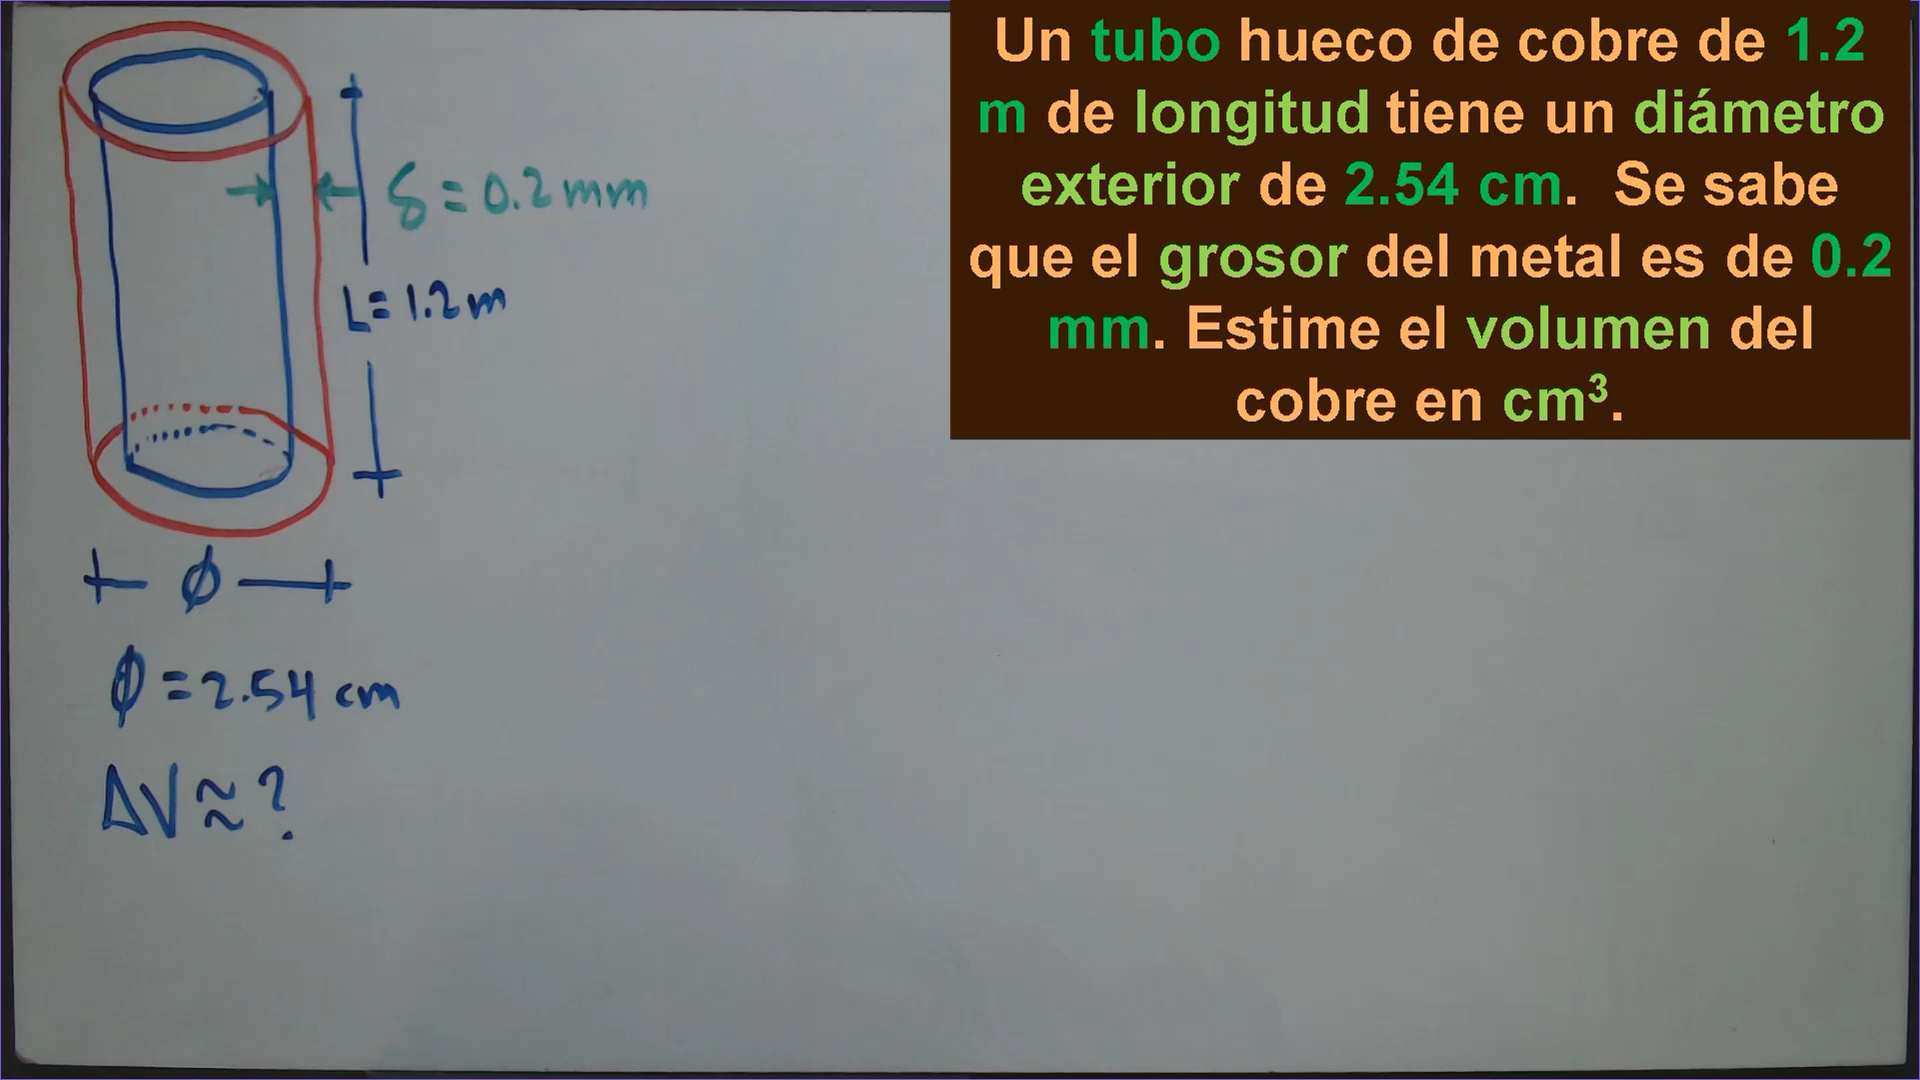 Un tubo hueco de cobre de 1.2
m de longitud tiene un diámetro
exterior de 2.54 cm. Se sabe
que el grosor del metal es de 0.2
mm. Estime el volumen del
cobre en cm³.
δ = 0.2 mm
L = 1.2 m
ϕ
ϕ = 2.54 cm
ΔV ≈ ?